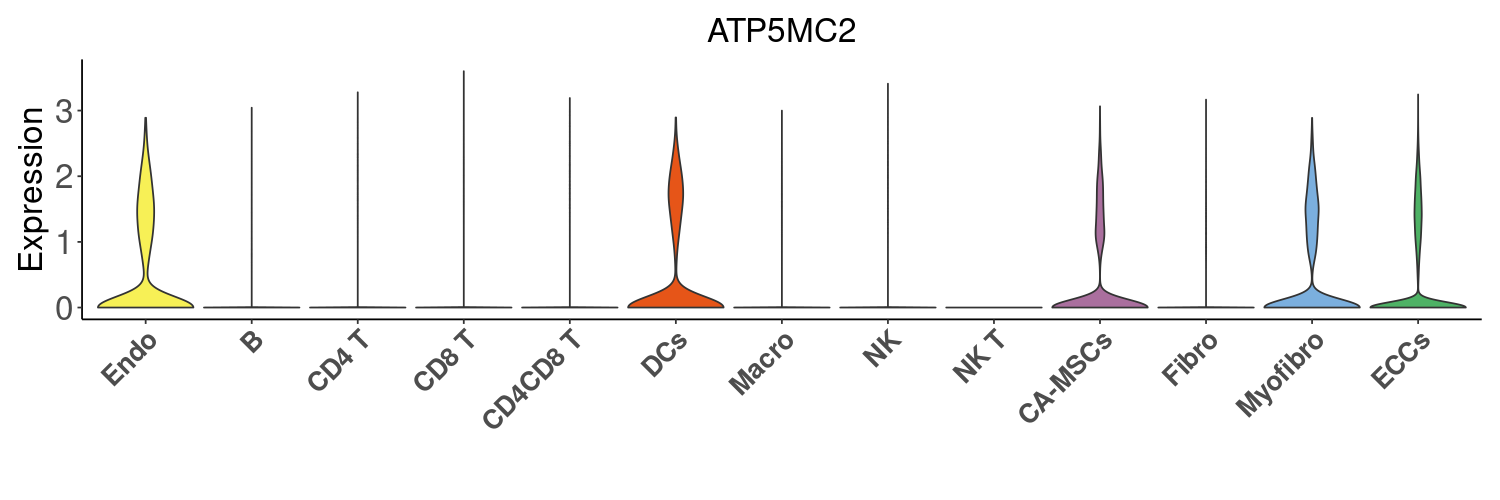 ATP5MC2
Expression
3
2
1
0
Endo
B
CD4 T
CD8 T
CD4CD8 T
DCs
Macro
NK
NK T
CA-MSCs
Fibro
Myofibro
ECCs